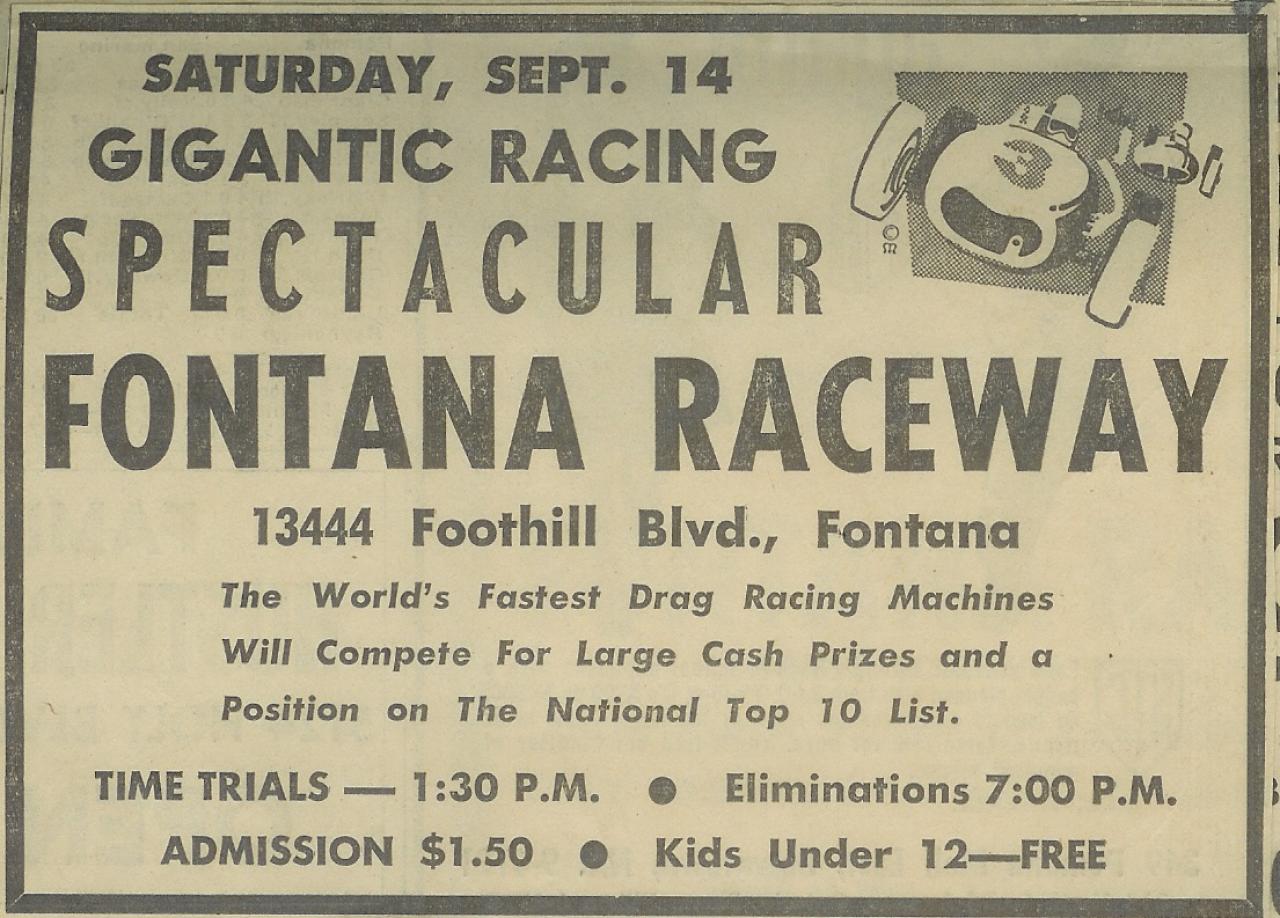 SATURDAY, SEPT. 14
GIGANTIC RACING
SPECTACULAR
3
©
FONTANA RACEWAY
13444 Foothill Blvd., Fontana
The World's Fastest Drag Racing Machines
Will Compete For Large Cash Prizes and a
Position on The National Top 10 List.
TIME TRIALS — 1:30 P.M. ● Eliminations 7:00 P.M.
ADMISSION $1.50 ● Kids Under 12—FREE